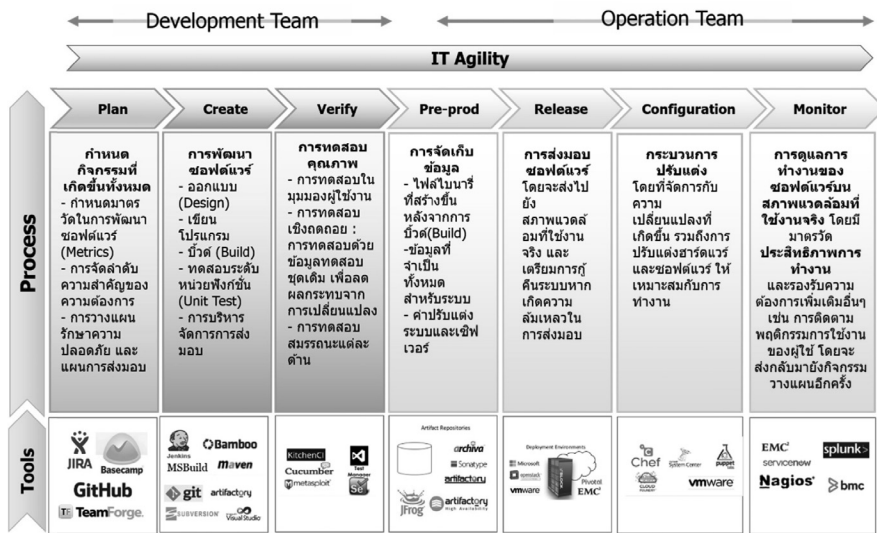 Development Team
Operation Team
IT Agility
Process
Plan
Create
Verify
Pre-prod
Release
Configuration
Monitor
กำหนด
กิจกรรมที่
เกิดขึ้นทั้งหมด
- กำหนดมาตร
วัดในการพัฒนา
ซอฟต์แวร์
(Metrics)
- การจัดลำดับ
ความสำคัญของ
ความต้องการ
- การวางแผน
รักษาความ
ปลอดภัย และ
แผนการส่งมอบ
การพัฒนา
ซอฟต์แวร์
- ออกแบบ
(Design)
- เขียน
โปรแกรม
- บิ้วด์ (Build)
- ทดสอบระดับ
หน่วยฟังก์ชั่น
(Unit Test)
- การบริหาร
จัดการการส่ง
มอบ
การทดสอบ
คุณภาพ
- การทดสอบใน
มุมมองผู้ใช้งาน
- การทดสอบ
เชิงถดถอย :
การทดสอบด้วย
ข้อมูลทดสอบ
ชุดเดิม เพื่อลด
ผลกระทบจาก
การเปลี่ยนแปลง
- การทดสอบ
สมรรถนะแต่ละ
ด้าน
การจัดเก็บ
ข้อมูล
- ไฟล์ไบนารี่
ที่สร้างขึ้น
หลังจากการ
บิ้วด์(Build)
-ข้อมูลที่
จำเป็น
ทั้งหมด
สำหรับระบบ
- ค่าปรับแต่ง
ระบบและเซิฟ
เวอร์
การส่งมอบ
ซอฟต์แวร์
โดยจะส่งไป
ยัง
สภาพแวดล้
อมที่ใช้งาน
จริง และ
เตรียมการกู้
คืนระบบหาก
เกิดความ
ล้มเหลวใน
การส่งมอบ
กระบวนการ
ปรับแต่ง
โดยที่จัดการกับ
ความ
เปลี่ยนแปลงที่
เกิดขึ้น รวมถึงการ
ปรับแต่งฮาร์ดแวร์
และซอฟต์แวร์ ให้
เหมาะสมกับการ
ทำงาน
การดูแลการ
ทำงานของ
ซอฟต์แวร์บน
สภาพแวดล้อมที่
ใช้งานจริง โดยมี
มาตรวัด
ประสิทธิภาพการ
ทำงาน
และรองรับความ
ต้องการเพิ่มเติมอื่นๆ
เช่น การติดตาม
พฤติกรรมการใช้งาน
ของผู้ใช้ โดยจะ
ส่งกลับมายังกิจกรรม
วางแผนอีกครั้ง
Tools
JIRA
Basecamp
GitHub
TF TeamForge
Jenkins
Bamboo
MSBuild
maven
git
artifactory
SUBVERSION
Visual Studio
KitchenCI
Cucumber
Test
Manager
metasploit
Se
Artifact Repositories
archiva
Sonatype
artifactory
JFrog
artifactory
High Availability
Deployment Environments
Microsoft
openstack
vmware
Pivotal
EMC²
Chef
System Center
puppet
labs
CLOUD
FOUNDRY
vmware
EMC²
splunk>
servicenow
Nagios
bmc